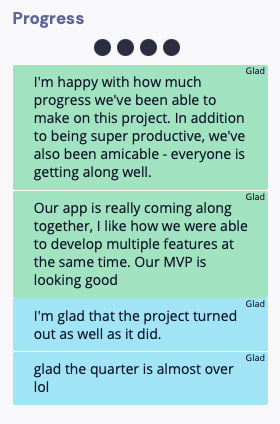 Progress
Glad
I'm happy with how much
progress we've been able to
make on this project. In addition
to being super productive, we've
also been amicable - everyone is
getting along well.
Glad
Our app is really coming along
together, I like how we were able
to develop multiple features at
the same time. Our MVP is
looking good
Glad
I'm glad that the project turned
out as well as it did.
Glad
glad the quarter is almost over
lol